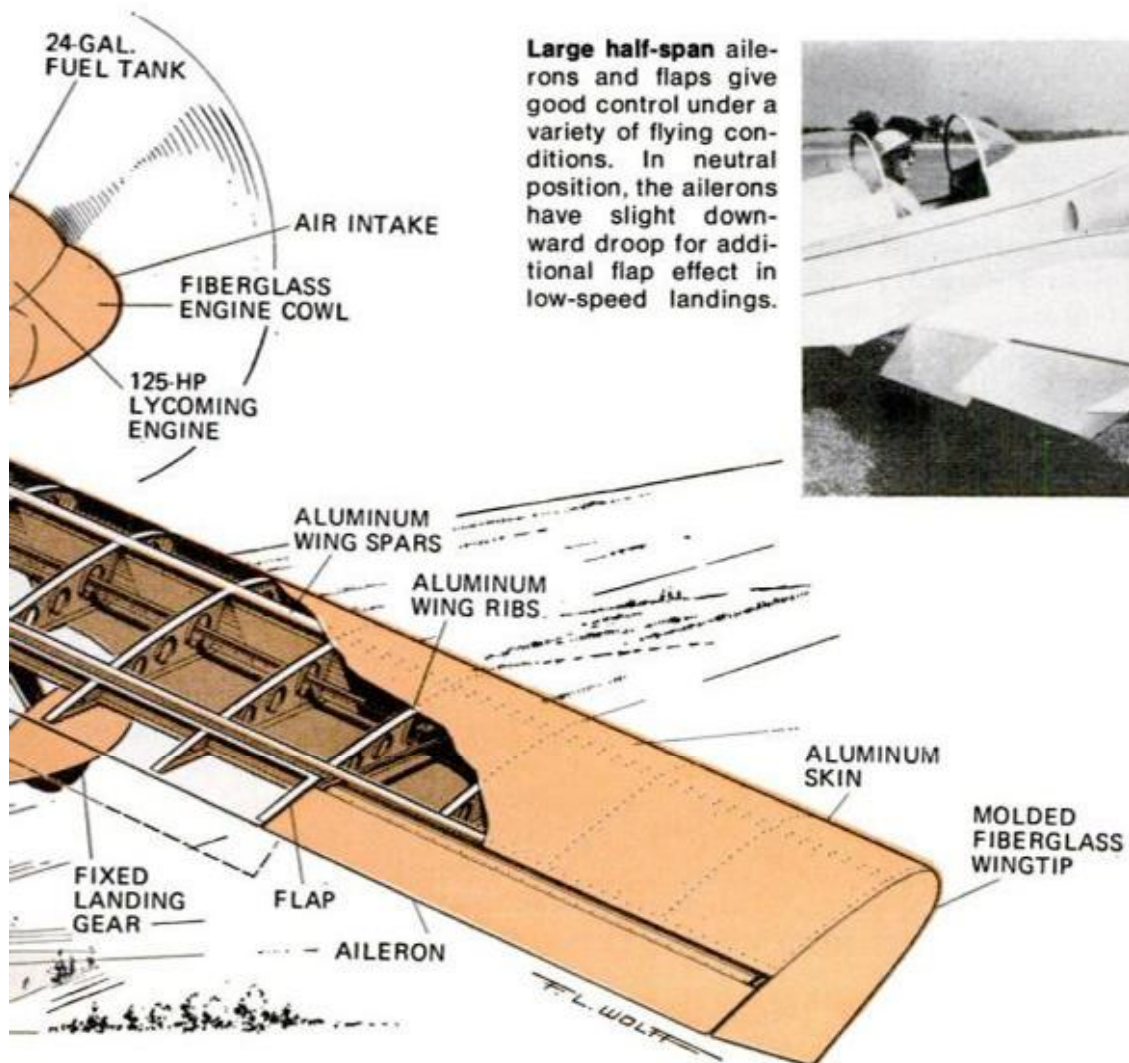 24-GAL.
FUEL TANK
Large half-span aile-
rons and flaps give
good control under a
variety of flying con-
ditions. In neutral
position, the ailerons
have slight down-
ward droop for addi-
tional flap effect in
low-speed landings.
AIR INTAKE
FIBERGLASS
ENGINE COWL
125-HP
LYCOMING
ENGINE
ALUMINUM
WING SPARS
ALUMINUM
WING RIBS
ALUMINUM
SKIN
MOLDED
FIBERGLASS
WINGTIP
FIXED
LANDING
GEAR
FLAP
AILERON
F. L. WOLFF